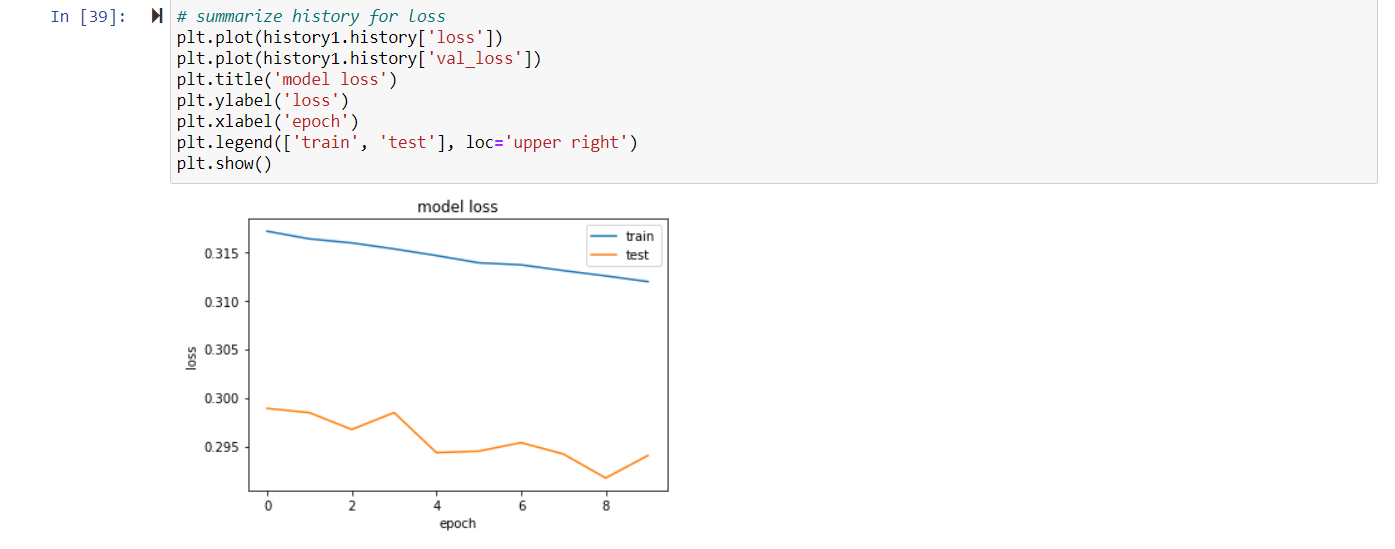 In [39]:
# summarize history for loss
plt.plot(history1.history['loss'])
plt.plot(history1.history['val_loss'])
plt.title('model loss')
plt.ylabel('loss')
plt.xlabel('epoch')
plt.legend(['train', 'test'], loc='upper right')
plt.show()
model loss
train
test
0.315
0.310
0.305
0.300
0.295
loss
0 2 4 6 8
epoch